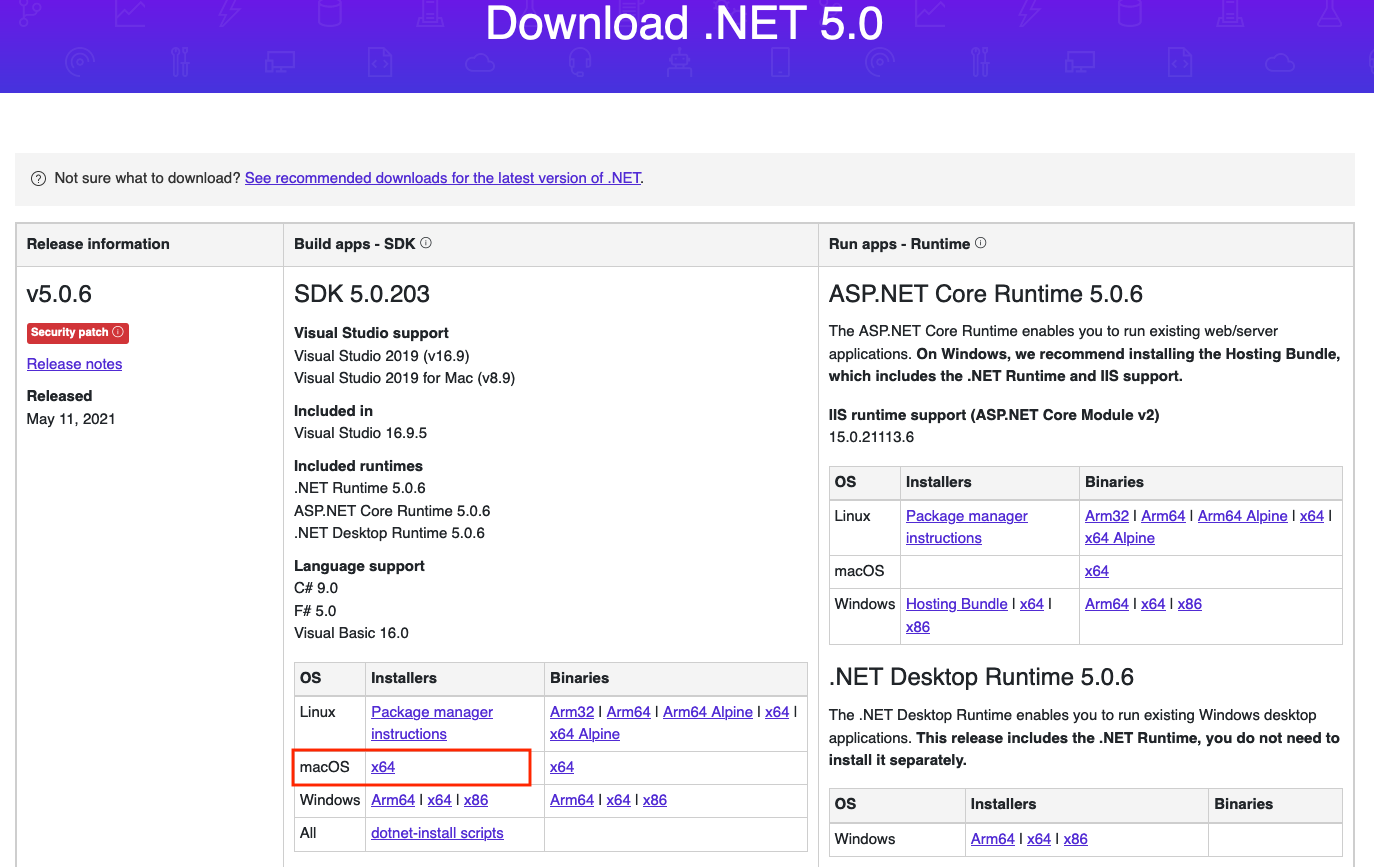 Download .NET 5.0
Not sure what to download? See recommended downloads for the latest version of .NET.
Release information
Build apps - SDK
Run apps - Runtime
v5.0.6
Security patch
Release notes
Released
May 11, 2021
SDK 5.0.203
Visual Studio support
Visual Studio 2019 (v16.9)
Visual Studio 2019 for Mac (v8.9)
Included in
Visual Studio 16.9.5
Included runtimes
.NET Runtime 5.0.6
ASP.NET Core Runtime 5.0.6
.NET Desktop Runtime 5.0.6
Language support
C# 9.0
F# 5.0
Visual Basic 16.0
OS Installers Binaries
Linux Package manager Arm32 | Arm64 | Arm64 Alpine | x64 |
instructions x64 Alpine
macOS x64 x64
Windows Arm64 | x64 | x86 Arm64 | x64 | x86
All dotnet-install scripts
ASP.NET Core Runtime 5.0.6
The ASP.NET Core Runtime enables you to run existing web/server
applications. On Windows, we recommend installing the Hosting Bundle,
which includes the .NET Runtime and IIS support.
IIS runtime support (ASP.NET Core Module v2)
15.0.21113.6
OS Installers Binaries
Linux Package manager Arm32 | Arm64 | Arm64 Alpine | x64 |
instructions x64 Alpine
macOS x64
Windows Hosting Bundle | x64 | Arm64 | x64 | x86
x86
.NET Desktop Runtime 5.0.6
The .NET Desktop Runtime enables you to run existing Windows desktop
applications. This release includes the .NET Runtime, you do not need to
install it separately.
OS Installers Binaries
Windows Arm64 | x64 | x86